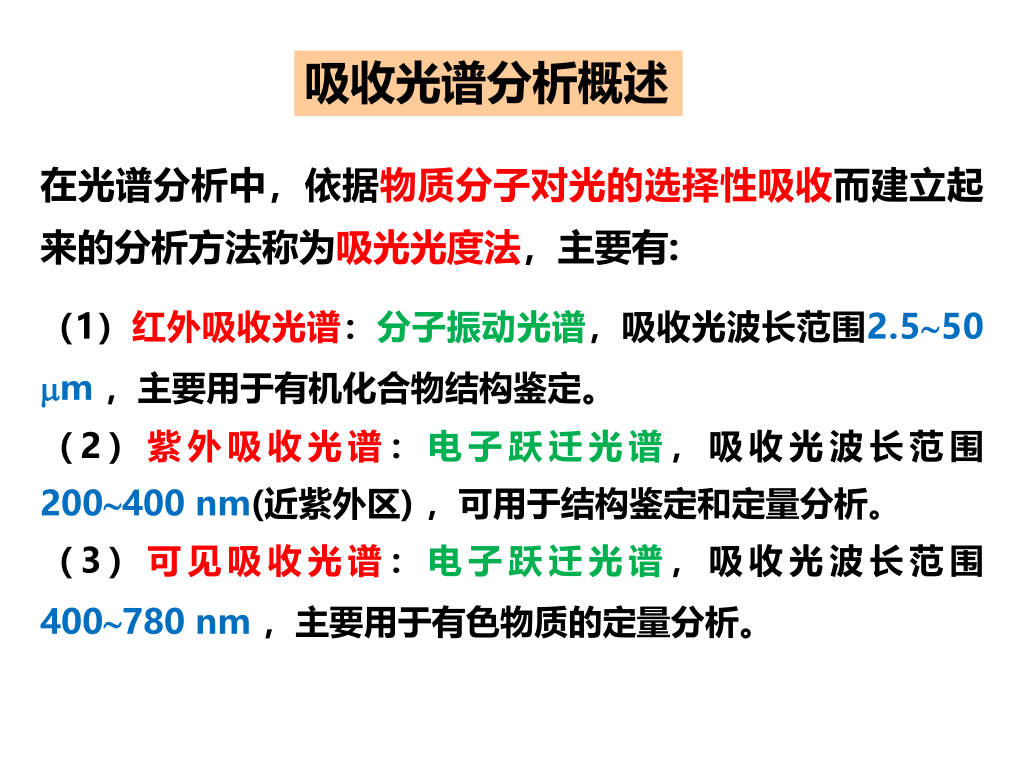 吸收光谱分析概述
在光谱分析中，依据物质分子对光的选择性吸收而建立起
来的分析方法称为吸光光度法，主要有:
（1）红外吸收光谱：分子振动光谱，吸收光波长范围2.5~50
μm ，主要用于有机化合物结构鉴定。
（2）紫外吸收光谱：电子跃迁光谱，吸收光波长范围
200~400 nm(近紫外区) ，可用于结构鉴定和定量分析。
（3）可见吸收光谱：电子跃迁光谱，吸收光波长范围
400~780 nm ，主要用于有色物质的定量分析。